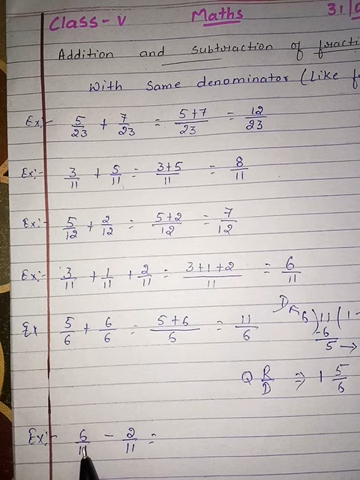 Class - V Maths 31
Addition and subtraction of
With same denominator (Like
Ex:- 5/23 + 7/23 = 5+7/23 = 12/23
Ex:- 3/11 + 5/11 = 3+5/11 = 8/11
Ex:- 5/12 + 2/12 = 5+2/12 = 7/12
Ex:- 3/11 + 1/11 + 2/11 = 3+1+2/11 = 6/11
Ex 5/6 + 6/6 = 5+6/6 = 11/6
6)11(1
-6
5 →
Q R/D ⇒ 1 5/6
Ex:- 6/11 - 2/11 =